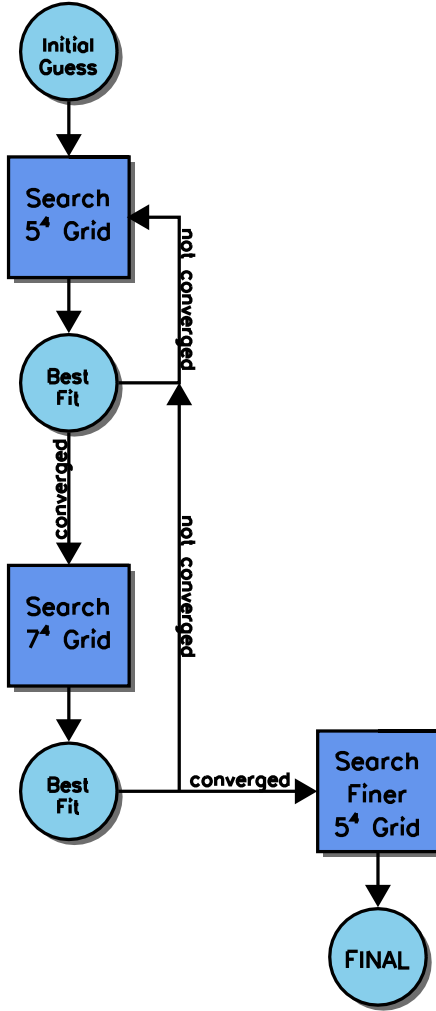 Initial
Guess
Search
5⁴ Grid
not converged
Best
Fit
converged
Search
7⁴ Grid
not converged
Best
Fit
converged
Search
Finer
5⁴ Grid
FINAL